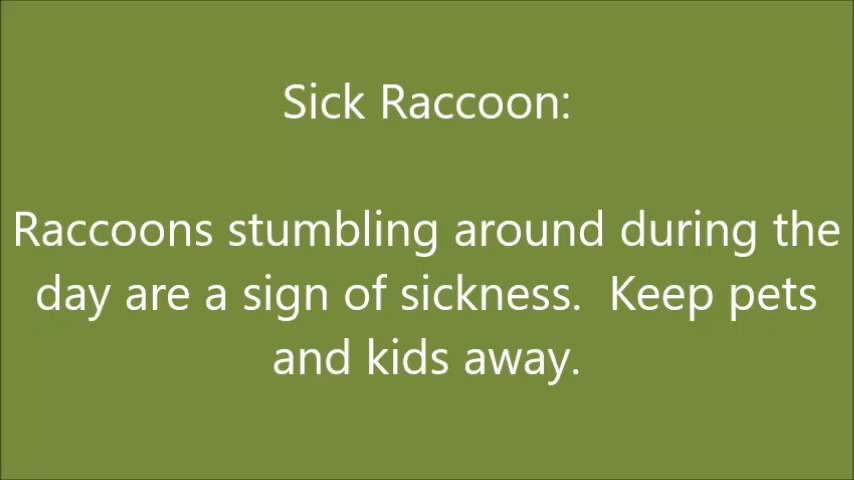 Sick Raccoon:
Raccoons stumbling around during the
day are a sign of sickness.  Keep pets
and kids away.